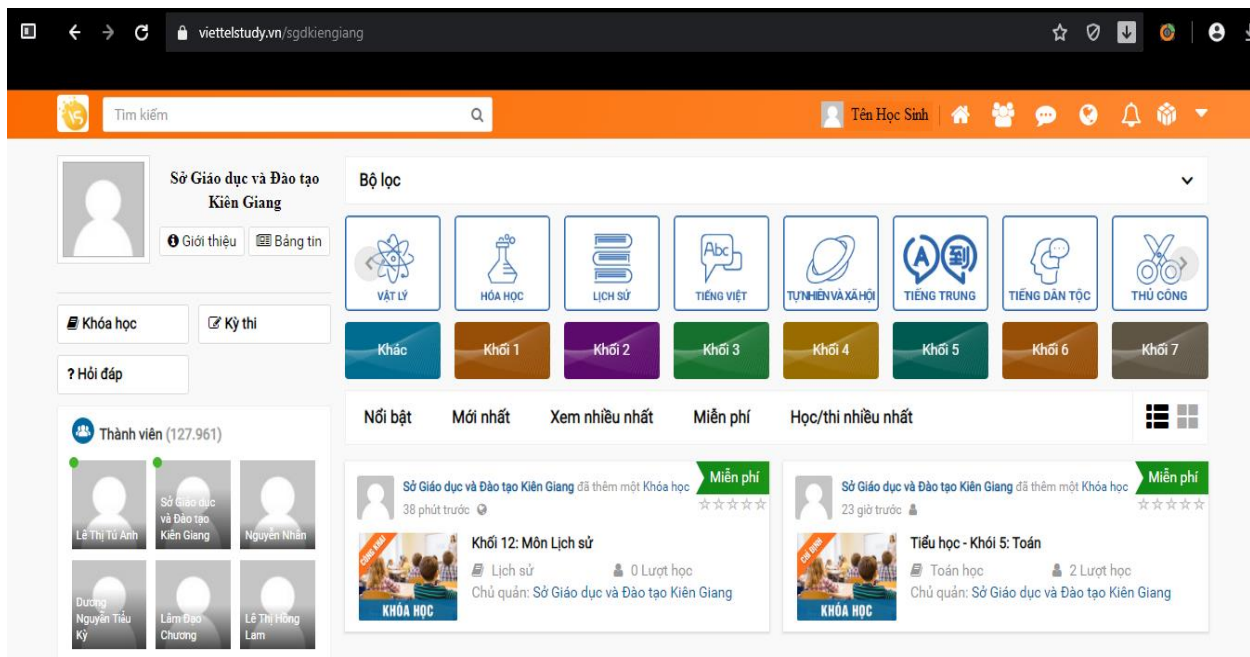 viettelstudy.vn/sgdkiengiang
VS
Tìm kiếm
Tên Học Sinh
Sở Giáo dục và Đào tạo
Kiên Giang
Giới thiệu
Bảng tin
Khóa học
Kỳ thi
? Hỏi đáp
Thành viên (127.961)
Lê Thị Tú Anh
Sở Giáo dục
và Đào tạo
Kiên Giang
Nguyễn Nhân
Dương
Nguyễn Tiểu
Kỳ
Lâm Đạo
Chương
Lê Thị Hồng
Lam
Bộ lọc
VẬT LÝ
HÓA HỌC
LỊCH SỬ
Abc
TIẾNG VIỆT
TỰ NHIÊN VÀ XÃ HỘI
A 到
TIẾNG TRUNG
TIẾNG DÂN TỘC
THỦ CÔNG
Khác
Khối 1
Khối 2
Khối 3
Khối 4
Khối 5
Khối 6
Khối 7
Nổi bật
Mới nhất
Xem nhiều nhất
Miễn phí
Học/thi nhiều nhất
Sở Giáo dục và Đào tạo Kiên Giang đã thêm một Khóa học
Miễn phí
38 phút trước
CÔNG KHAI
KHÓA HỌC
Khối 12: Môn Lịch sử
Lịch sử
0 Lượt học
Chủ quản: Sở Giáo dục và Đào tạo Kiên Giang
Sở Giáo dục và Đào tạo Kiên Giang đã thêm một Khóa học
Miễn phí
23 giờ trước
CHỈ ĐỊNH
KHÓA HỌC
Tiểu học - Khói 5: Toán
Toán học
2 Lượt học
Chủ quản: Sở Giáo dục và Đào tạo Kiên Giang